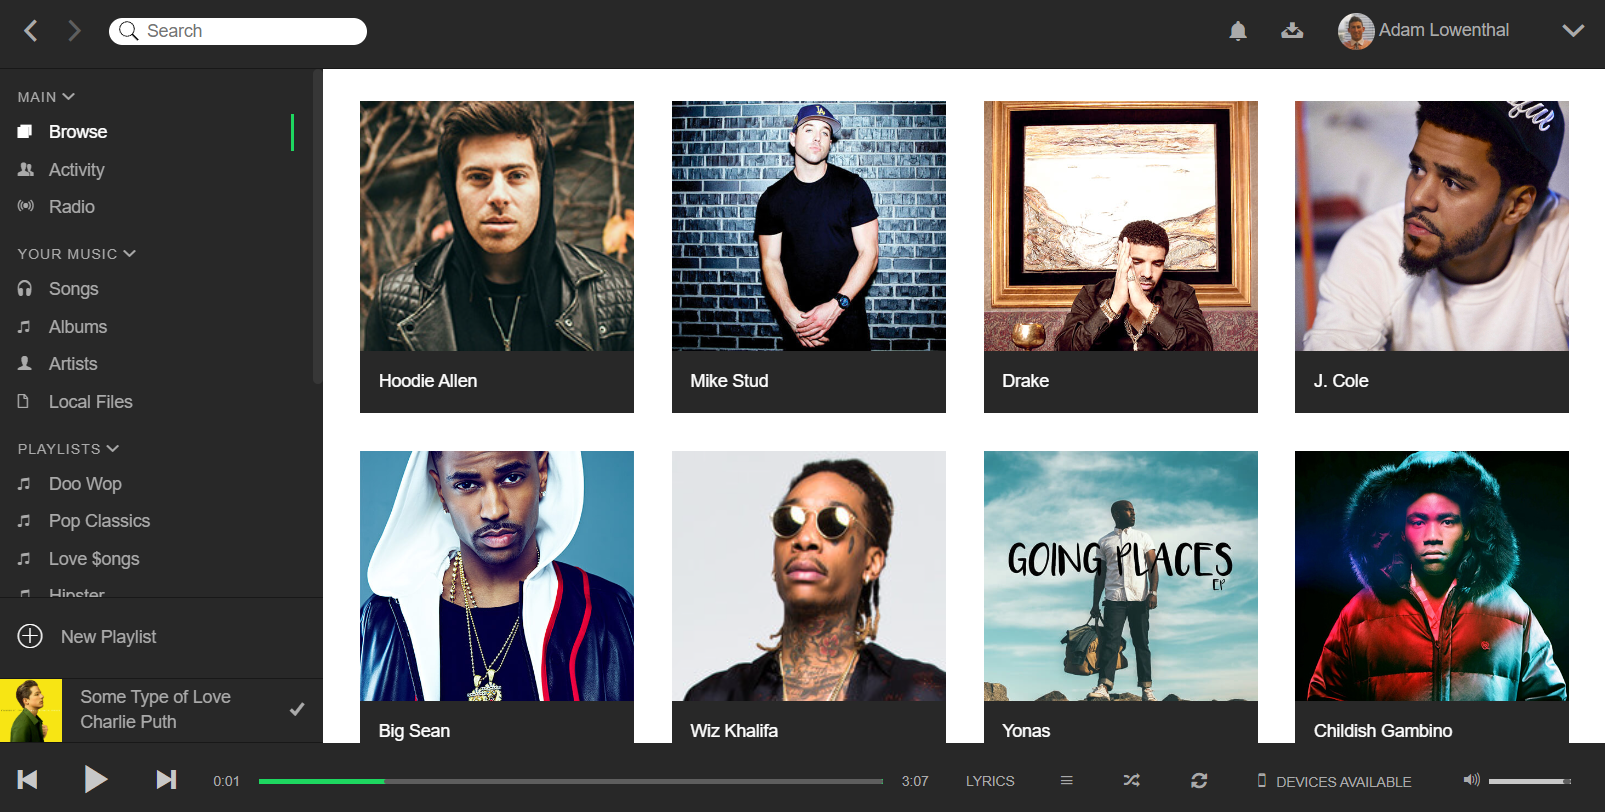 Search
Adam Lowenthal
MAIN
Browse
Activity
Radio
YOUR MUSIC
Songs
Albums
Artists
Local Files
PLAYLISTS
Doo Wop
Pop Classics
Love $ongs
Hipster
New Playlist
Some Type of Love
Charlie Puth
Hoodie Allen
Mike Stud
Drake
J. Cole
GOING PLACES
EP
Big Sean
Wiz Khalifa
Yonas
Childish Gambino
0:01
3:07
LYRICS
DEVICES AVAILABLE